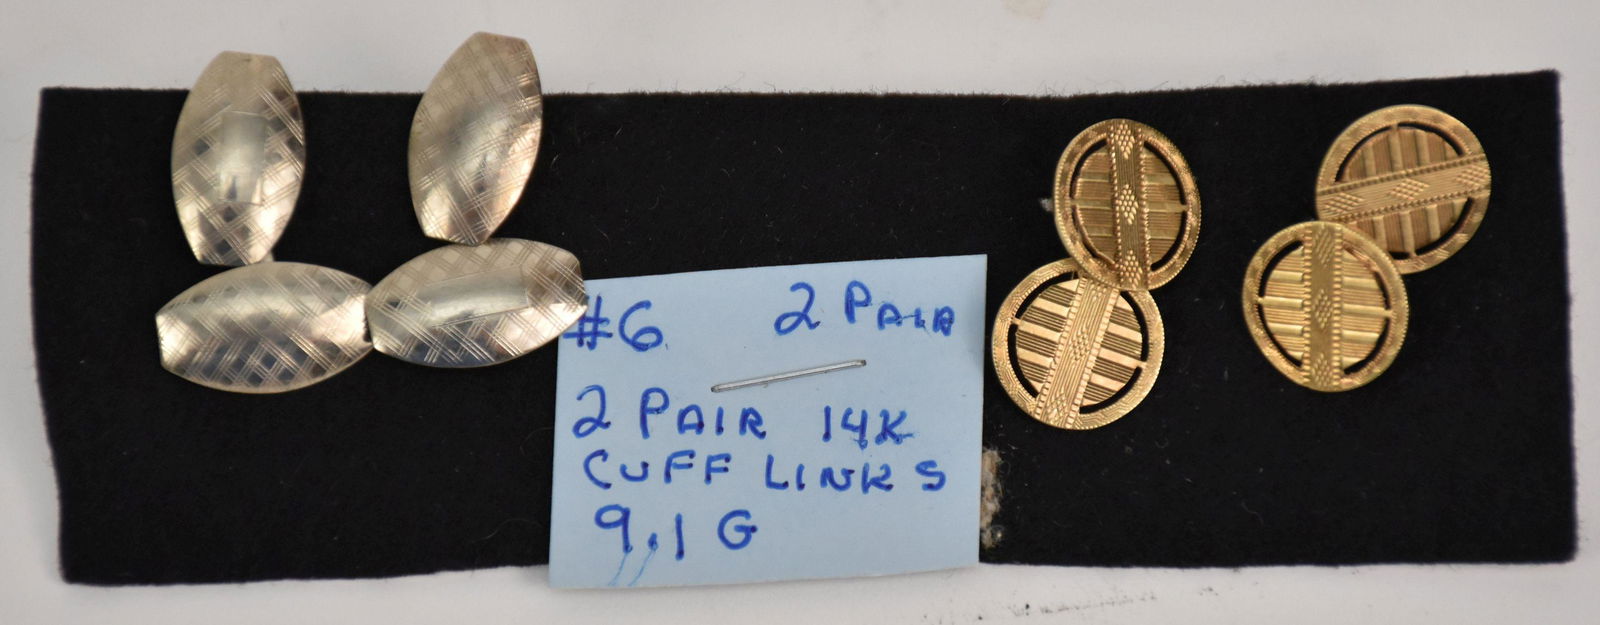 #6 2 PAIR
2 PAIR 14K
CUFF LINKS
9.1 G